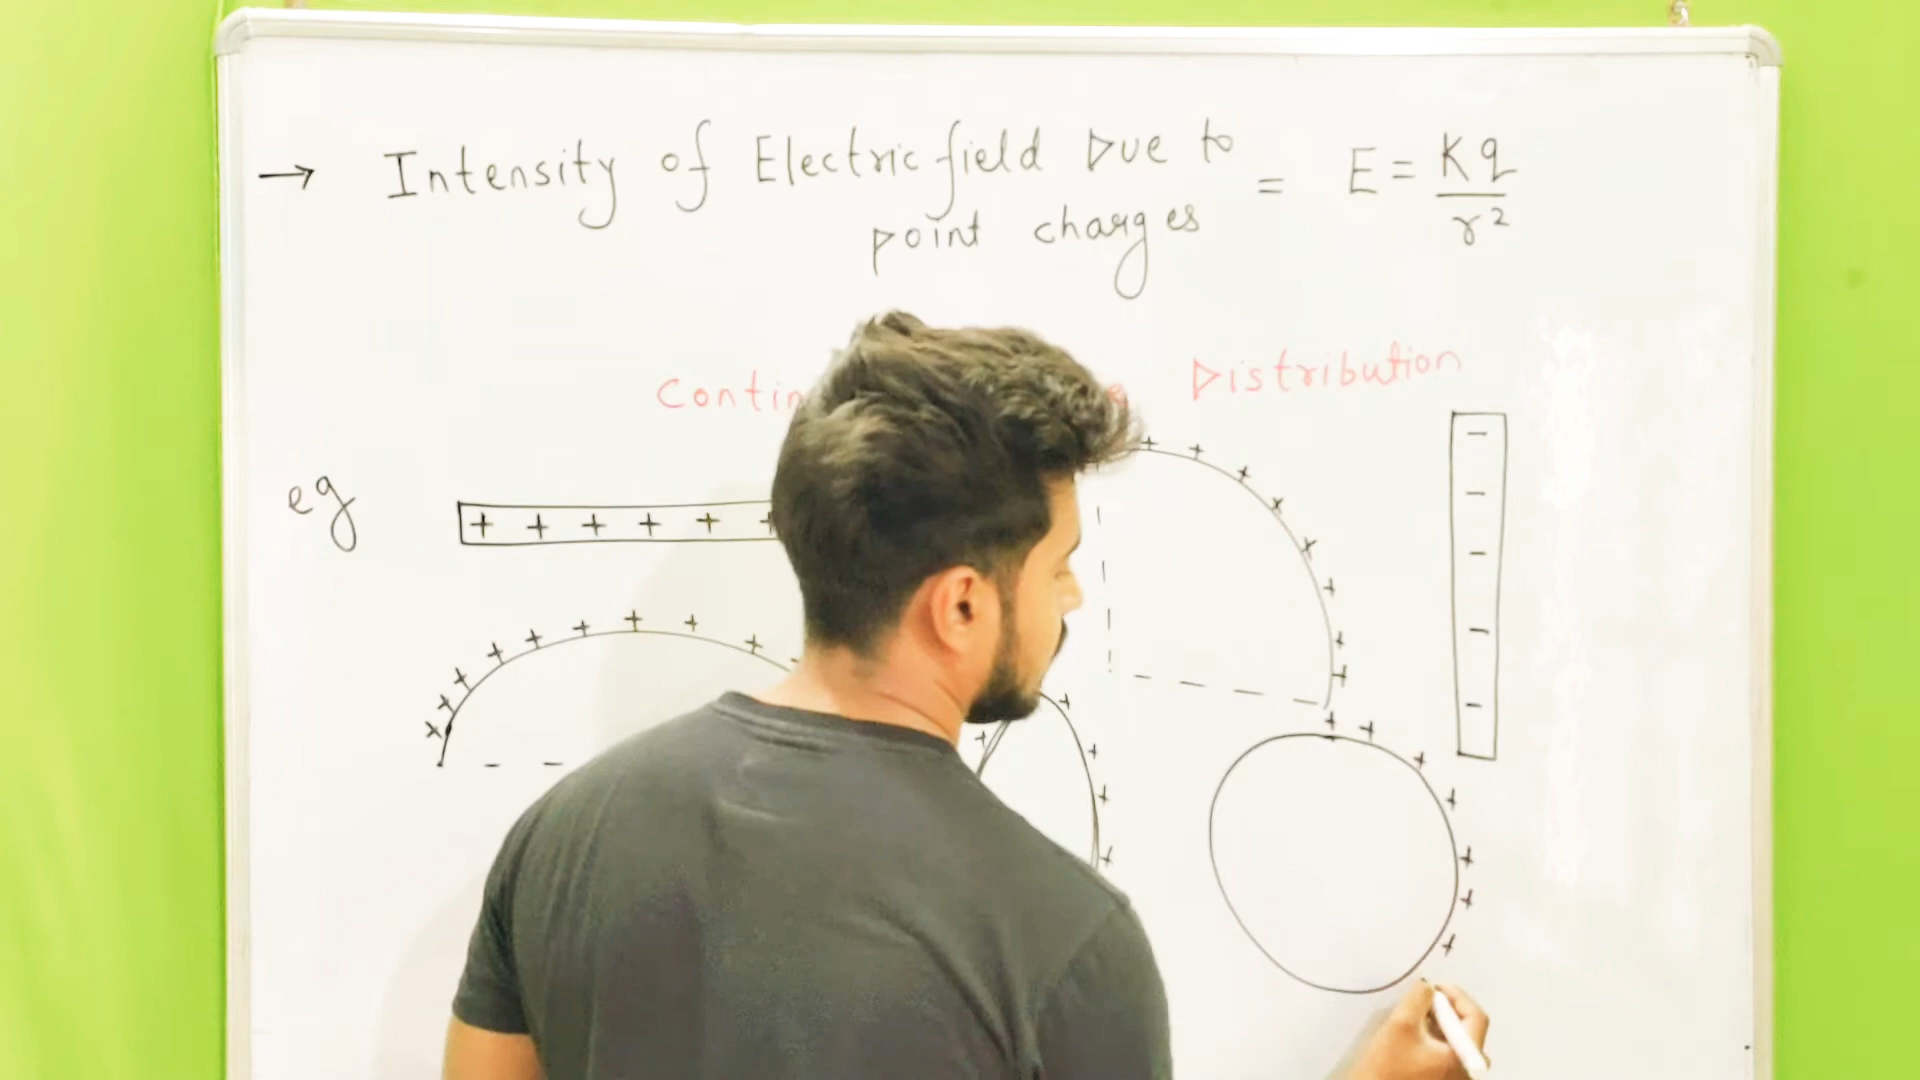 → Intensity of Electric field Due to = E = Kq / r²
point charges
Distribution
eg
+ + + + + +